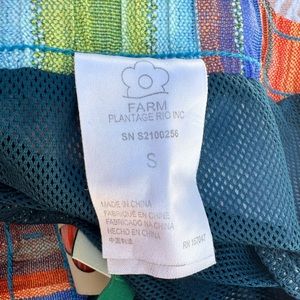 FARM
PLANTAGE RIO INC
SN S2100256
S
MADE IN CHINA
FABRIQUÉ EN CHINE
FABRICADO NA CHINA
HECHO EN CHINA
中国制造
RN 157047